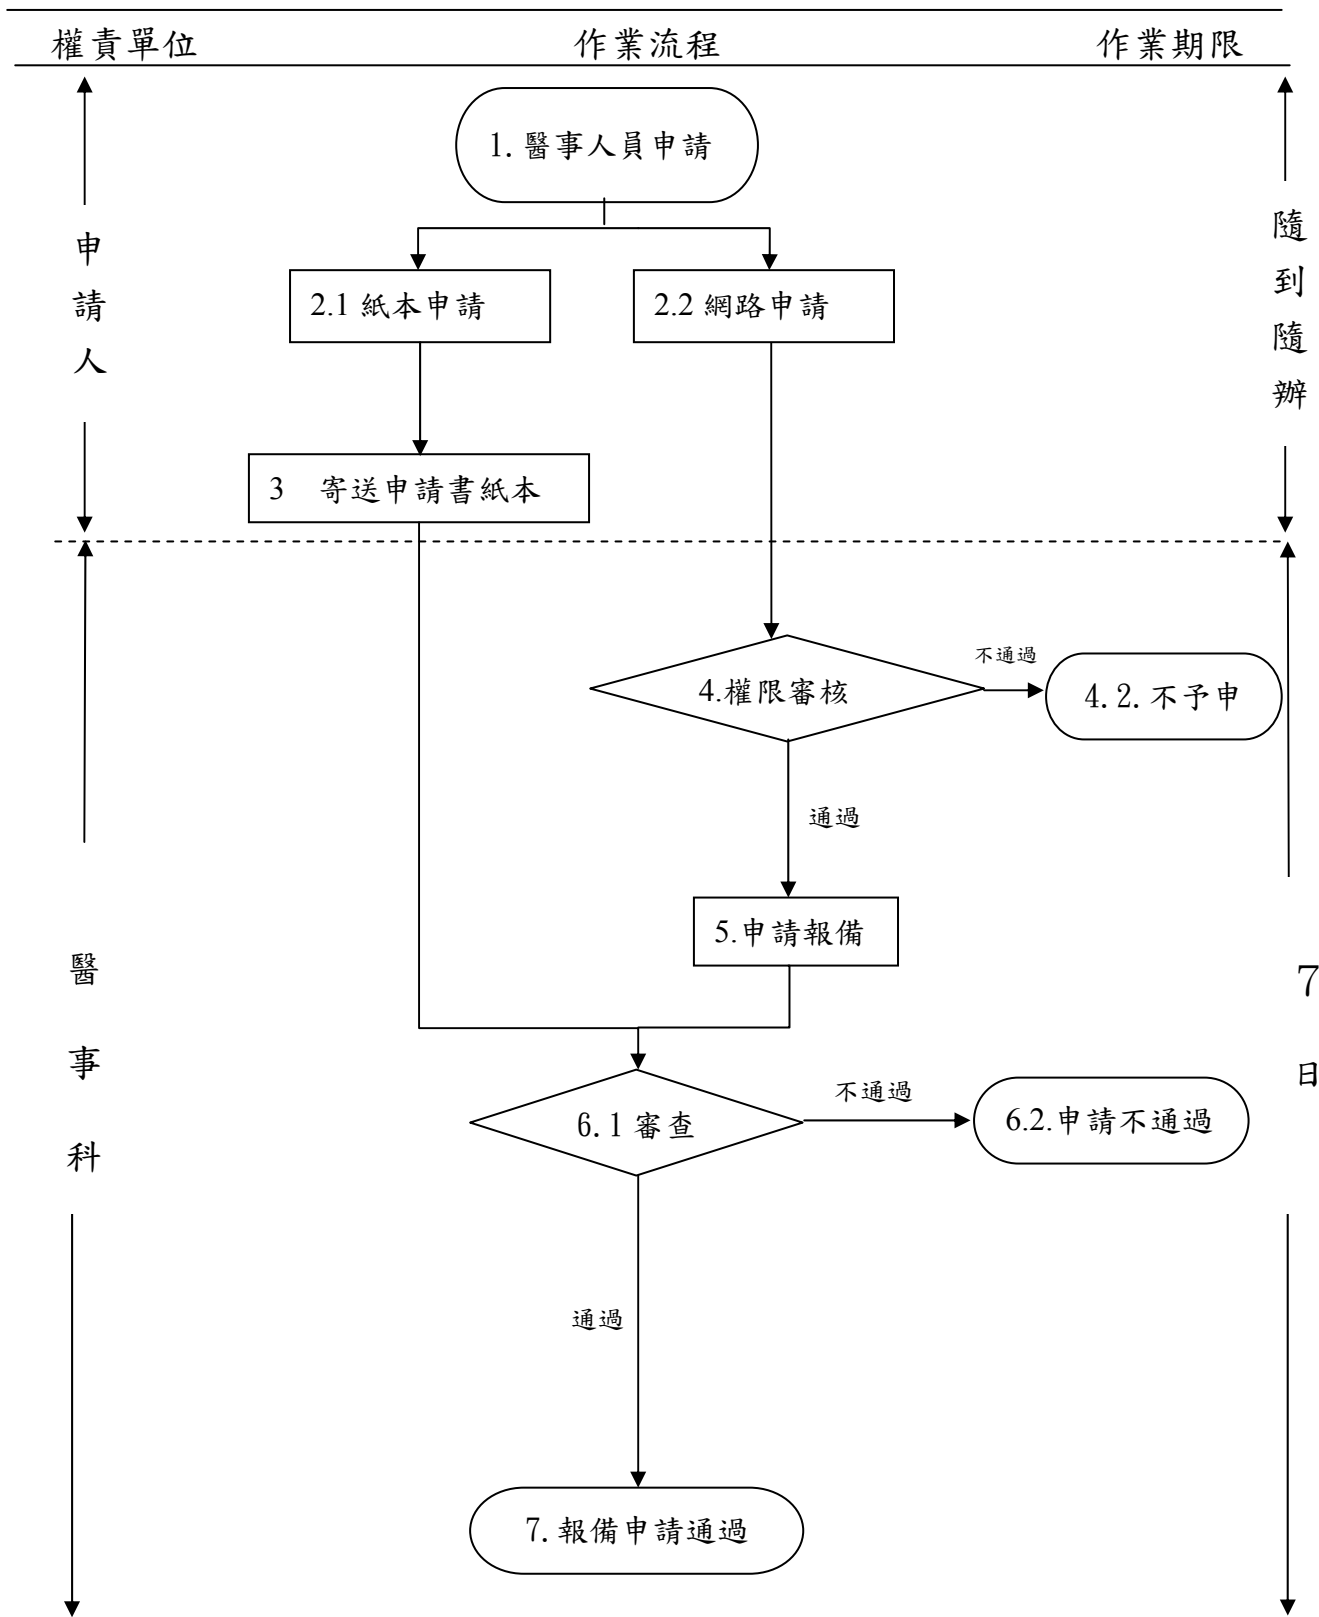 權責單位 作業流程 作業期限
1.醫事人員申請
申請人
隨到隨辦
2.1 紙本申請
2.2 網路申請
3 寄送申請書紙本
不通過
4.權限審核
4.2.不予申
通過
5.申請報備
醫事科
7日
不通過
6.1 審查
6.2.申請不通過
通過
7.報備申請通過